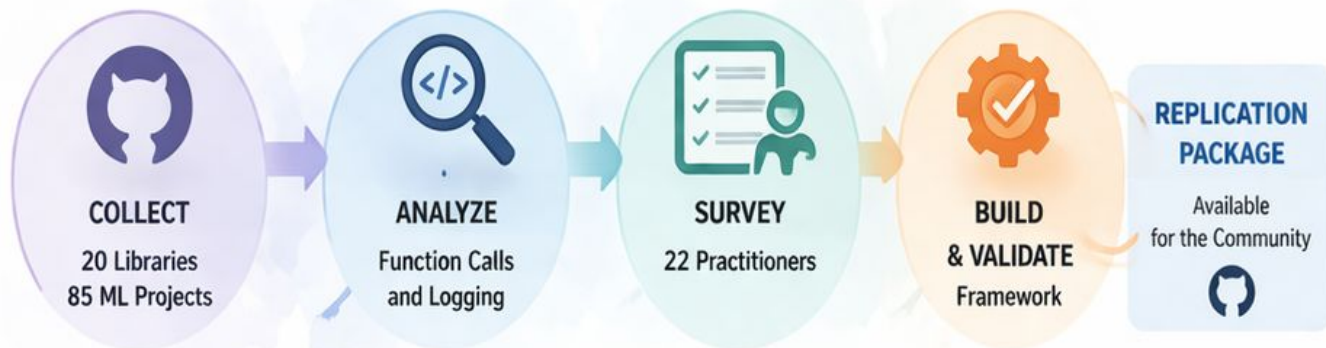 COLLECT
20 Libraries
85 ML Projects
</>
ANALYZE
Function Calls
and Logging
SURVEY
22 Practitioners
BUILD
& VALIDATE
Framework
REPLICATION
PACKAGE
Available
for the Community